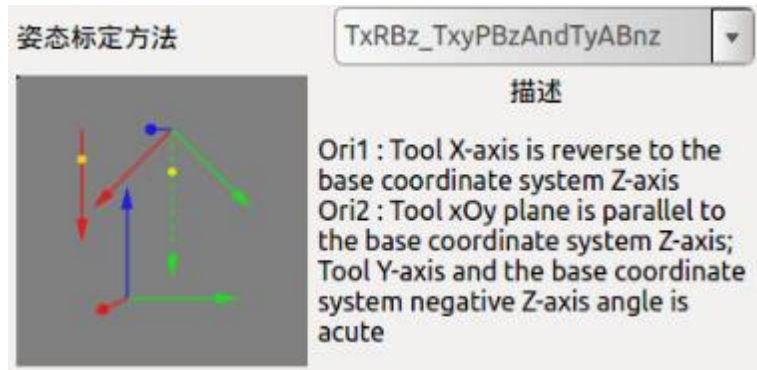 姿态标定方法
TxRBz_TxyPBzAndTyABnz
描述
Ori1 : Tool X-axis is reverse to the
base coordinate system Z-axis
Ori2 : Tool xOy plane is parallel to
the base coordinate system Z-axis;
Tool Y-axis and the base coordinate
system negative Z-axis angle is
acute